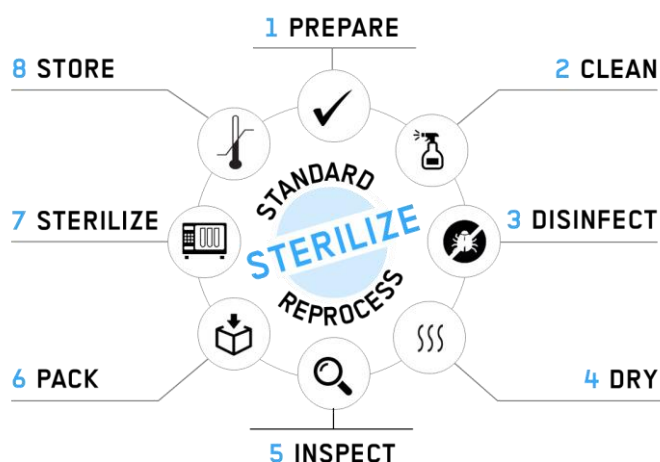 1 PREPARE
8 STORE
2 CLEAN
STANDARD
7 STERILIZE
STERILIZE
3 DISINFECT
REPROCESS
6 PACK
4 DRY
5 INSPECT